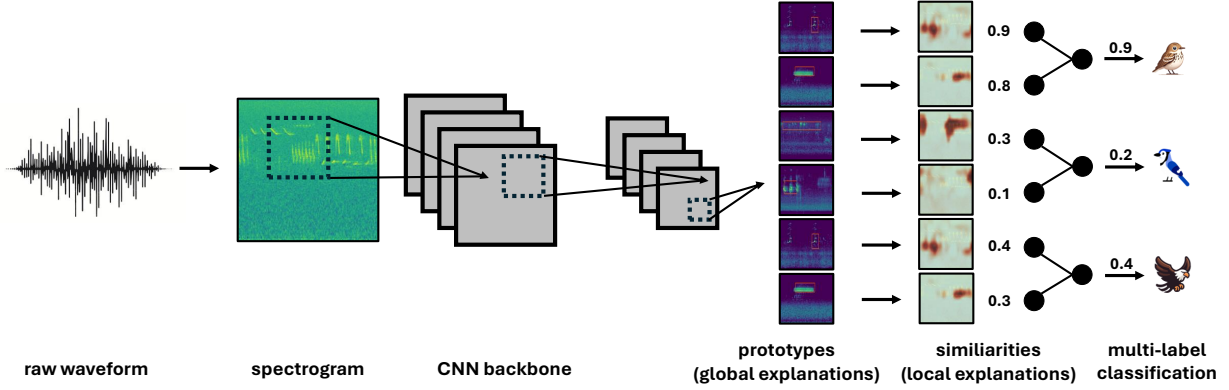 0.9
0.8
0.3
0.1
0.4
0.3
0.9
0.2
0.4
raw waveform
spectrogram
CNN backbone
prototypes
(global explanations)
similiarities
(local explanations)
multi-label
classification